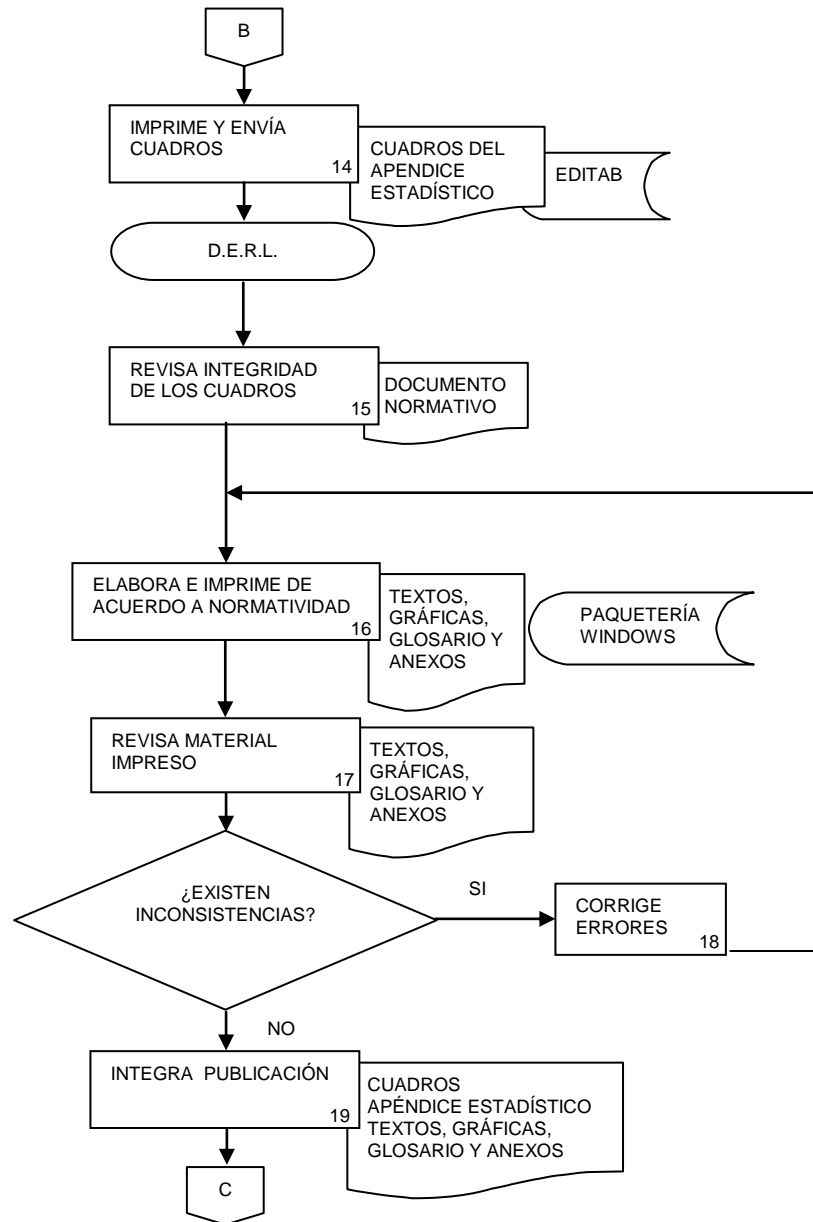 B
IMPRIME Y ENVÍA
CUADROS
14
CUADROS DEL
APENDICE
ESTADÍSTICO
EDITAB
D.E.R.L.
REVISA INTEGRIDAD
DE LOS CUADROS
15
DOCUMENTO
NORMATIVO
ELABORA E IMPRIME DE
ACUERDO A NORMATIVIDAD
16
TEXTOS,
GRÁFICAS,
GLOSARIO Y
ANEXOS
PAQUETERÍA
WINDOWS
REVISA MATERIAL
IMPRESO
17
TEXTOS,
GRÁFICAS,
GLOSARIO Y
ANEXOS
¿EXISTEN
INCONSISTENCIAS?
SI
CORRIGE
ERRORES
18
NO
INTEGRA PUBLICACIÓN
19
CUADROS
APÉNDICE ESTADÍSTICO
TEXTOS, GRÁFICAS,
GLOSARIO Y ANEXOS
C